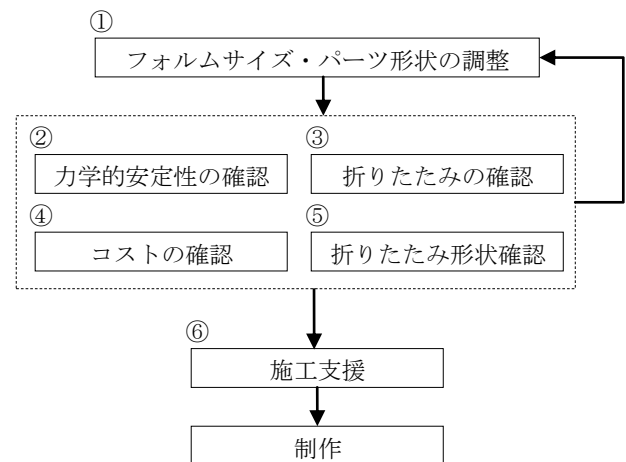 ①
フォルムサイズ・パーツ形状の調整
②
力学的安定性の確認
③
折りたたみの確認
④
コストの確認
⑤
折りたたみ形状確認
⑥
施工支援
制作